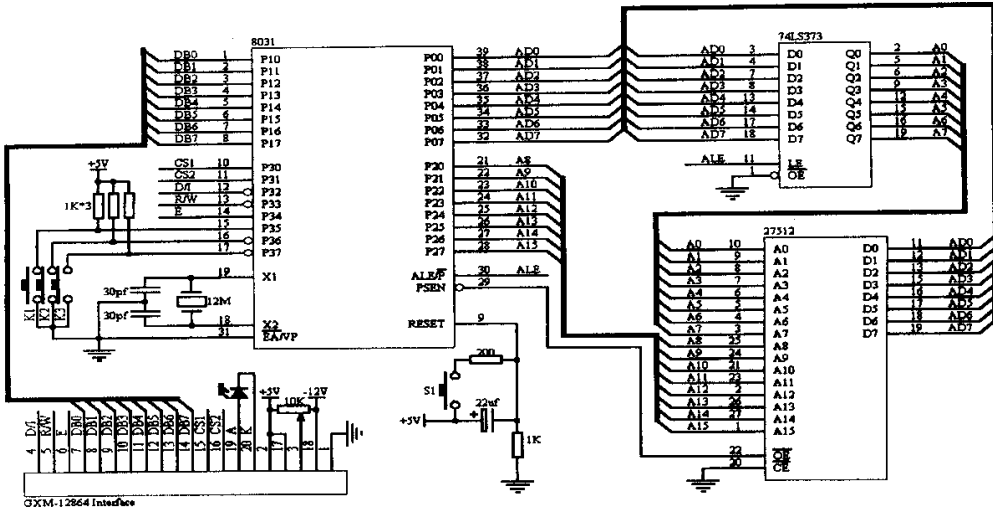 8031
DB0 1 P10
DB1 2 P11
DB2 3 P12
DB3 4 P13
DB4 5 P14
DB5 6 P15
DB6 7 P16
DB7 8 P17
CS1 10 P30
CS2 11 P31
D/I 12 P32
R/W 13 P33
E 14 P34
15 P35
16 P36
17 P37
19 X1
18 X2
31 EA/VP
P00 39 AD0
P01 38 AD1
P02 37 AD2
P03 36 AD3
P04 35 AD4
P05 34 AD5
P06 33 AD6
P07 32 AD7
P20 21 A8
P21 22 A9
P22 23 A10
P23 24 A11
P24 25 A12
P25 26 A13
P26 27 A14
P27 28 A15
ALE/P 30 ALE
PSEN 29
RESET 9
74LS373
AD0 3 D0 Q0 2 A0
AD1 4 D1 Q1 5 A1
AD2 7 D2 Q2 6 A2
AD3 8 D3 Q3 9 A3
AD4 13 D4 Q4 12 A4
AD5 14 D5 Q5 15 A5
AD6 17 D6 Q6 16 A6
AD7 18 D7 Q7 19 A7
ALE 11 LE
1 OE
27512
A0 10 A0 D0 11 AD0
A1 9 A1 D1 12 AD1
A2 8 A2 D2 13 AD2
A3 7 A3 D3 15 AD3
A4 6 A4 D4 16 AD4
A5 5 A5 D5 17 AD5
A6 4 A6 D6 18 AD6
A7 3 A7 D7 19 AD7
A8 25 A8
A9 24 A9
A10 21 A10
A11 23 A11
A12 2 A12
A13 26 A13
A14 27 A14
A15 1 A15
22 OE
20 CE
+5V
1K*3
K1 K2 K3
30pf
30pf
12M
200
S1
22uf
+
+5V
1K
+5V
10K
-12V
4 D/I
5 R/W
6 E
7 DB0
8 DB1
9 DB2
10 DB3
11 DB4
12 DB5
13 DB6
14 DB7
15 CS1
16 CS2
19 A
20 K
2
17
3
18
1
GXM-12864 Interface